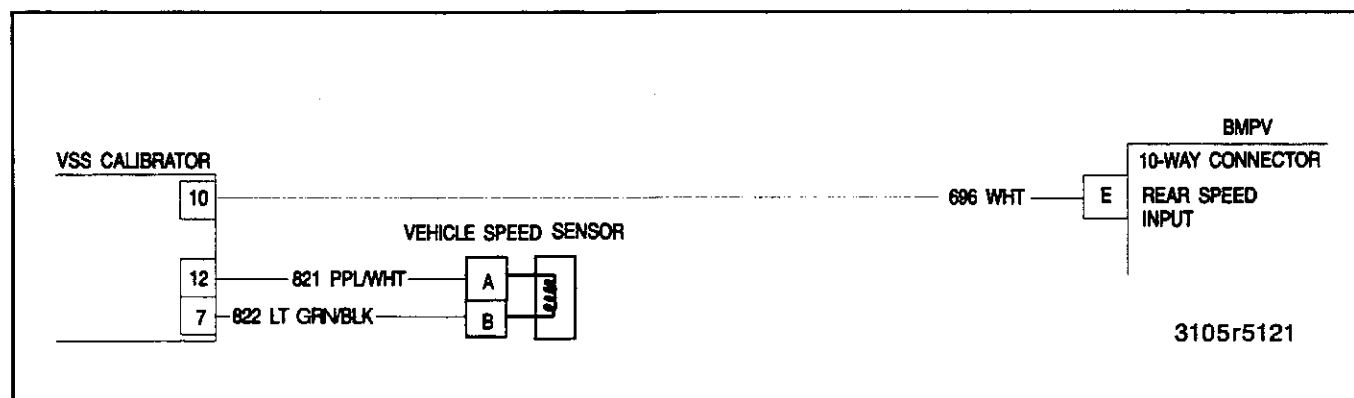 BMPV
VSS CALIBRATOR
10-WAY CONNECTOR
10
696 WHT
E
REAR SPEED
INPUT
VEHICLE SPEED SENSOR
12
821 PPL/WHT
A
7
822 LT GRN/BLK
B
3105r5121